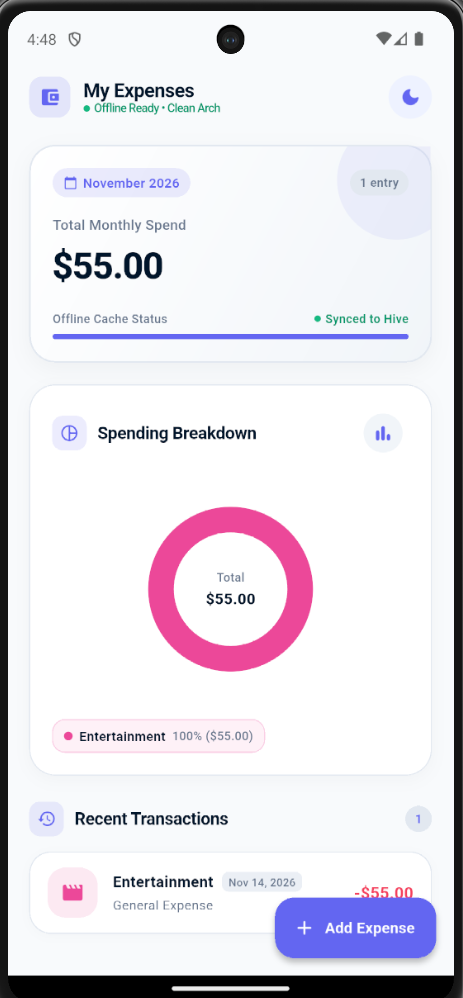 4:48
My Expenses
Offline Ready • Clean Arch
November 2026
1 entry
Total Monthly Spend
$55.00
Offline Cache Status
Synced to Hive
Spending Breakdown
Total
$55.00
Entertainment 100% ($55.00)
Recent Transactions
1
Entertainment Nov 14, 2026
General Expense
-$55.00
+ Add Expense